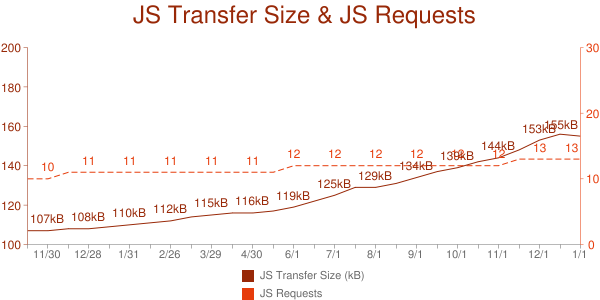 JS Transfer Size & JS Requests
200
180
160
140
120
100
30
20
10
0
10 11 11 11 11 11 12 12 12 12 12 12 13 13
107kB 108kB 110kB 112kB 115kB 116kB 119kB 125kB 129kB 134kB 139kB 144kB 153kB 155kB
11/30 12/28 1/31 2/26 3/29 4/30 6/1 7/1 8/1 9/1 10/1 11/1 12/1 1/1
JS Transfer Size (kB)
JS Requests